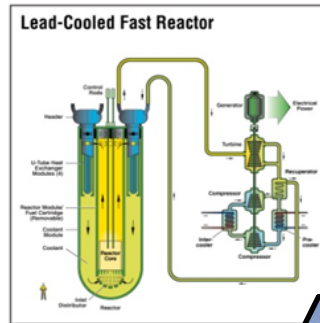 Lead-Cooled Fast Reactor
Control
Rods
Header
U-Tube Heat
Exchanger
Modules (4)
Reactor Module/
Fuel Cartridge
(Removable)
Coolant
Module
Coolant
Reactor
Core
Inlet
Distributor
Reactor
Generator
Electrical
Power
Turbine
Recuperator
Compressor
Inter-
cooler
Compressor
Pre-
cooler